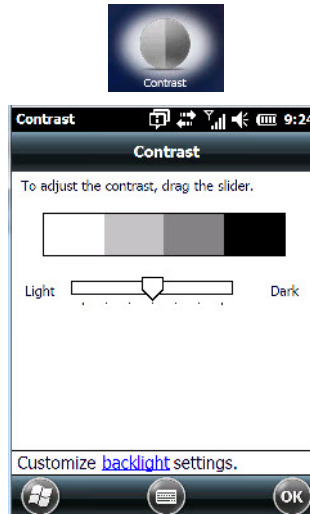 Contrast
Contrast 9:24
Contrast
To adjust the contrast, drag the slider.
Light Dark
Customize backlight settings.
OK